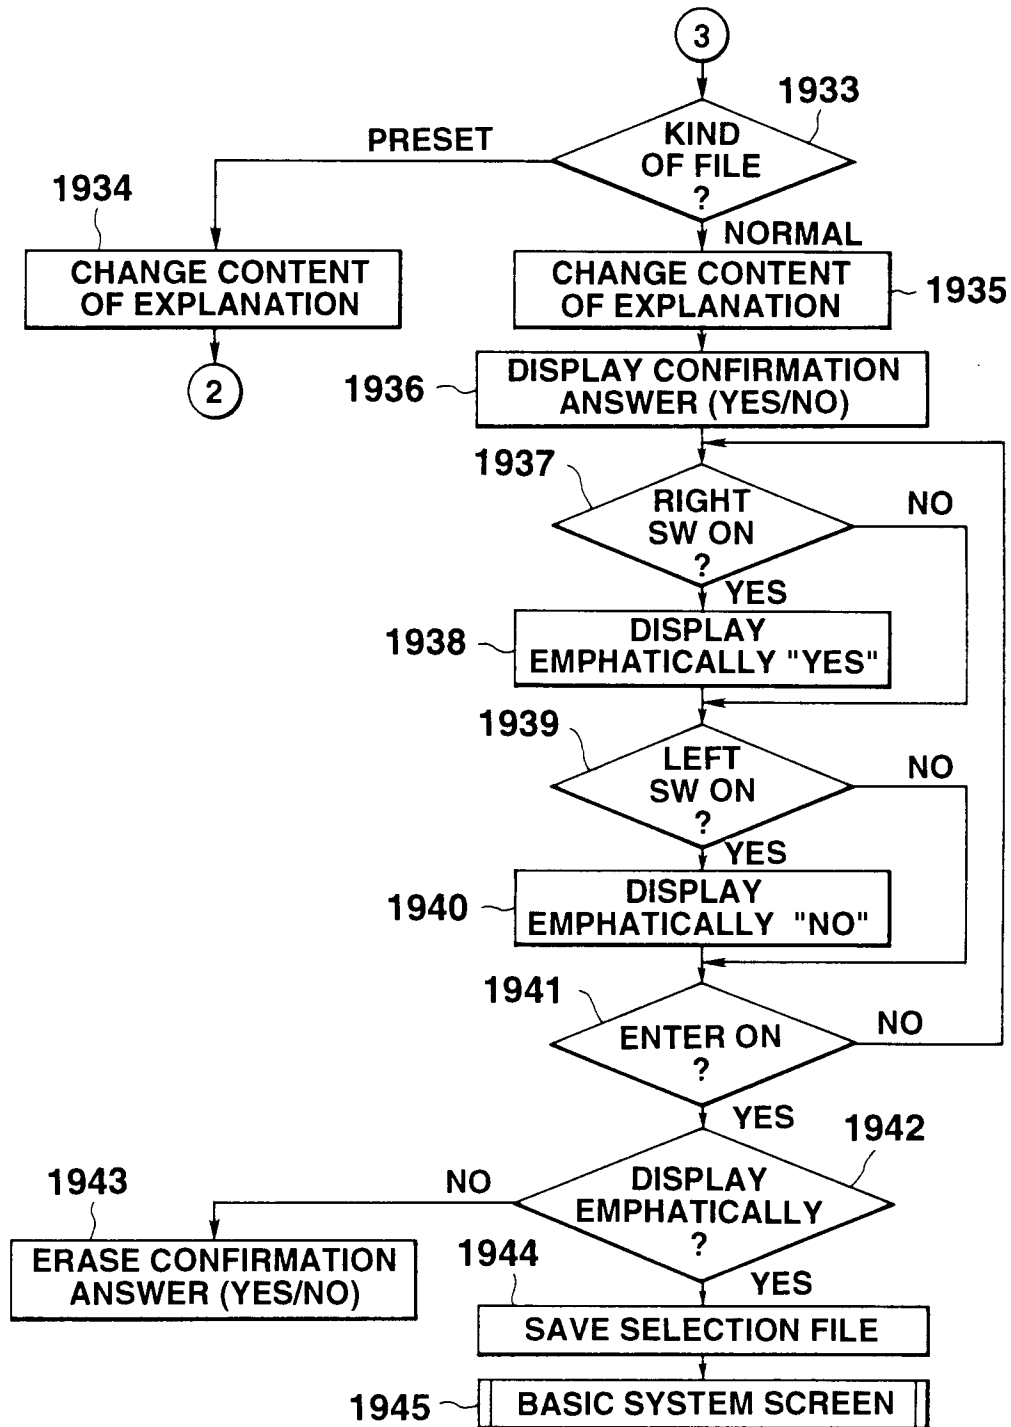 3
1933
KIND
OF FILE
?
PRESET
NORMAL
1934
CHANGE CONTENT
OF EXPLANATION
2
CHANGE CONTENT
OF EXPLANATION
1935
1936
DISPLAY CONFIRMATION
ANSWER (YES/NO)
1937
RIGHT
SW ON
?
NO
YES
1938
DISPLAY
EMPHATICALLY "YES"
1939
LEFT
SW ON
?
NO
YES
1940
DISPLAY
EMPHATICALLY "NO"
1941
ENTER ON
?
NO
YES
1942
DISPLAY
EMPHATICALLY
?
NO
YES
1943
ERASE CONFIRMATION
ANSWER (YES/NO)
1944
SAVE SELECTION FILE
1945
BASIC SYSTEM SCREEN